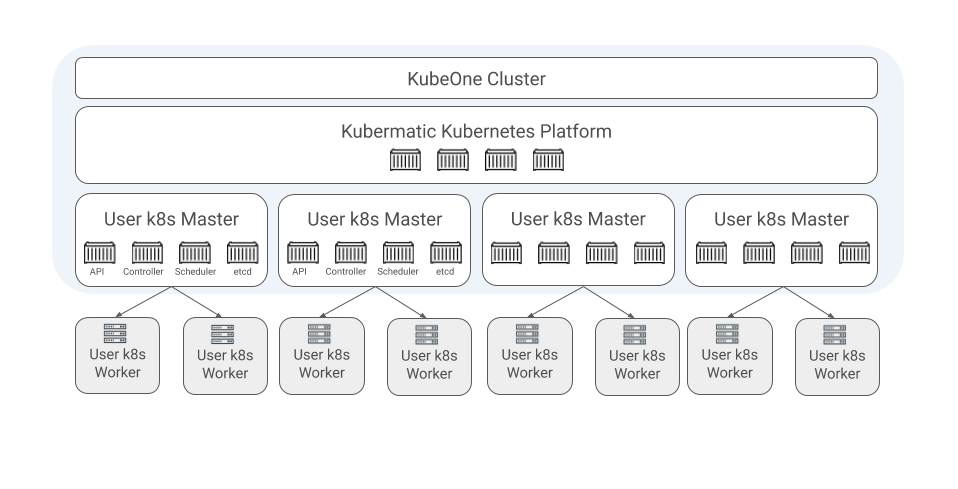 KubeOne Cluster
Kubermatic Kubernetes Platform
User k8s Master
API Controller Scheduler etcd
User k8s Master
API Controller Scheduler etcd
User k8s Master
User k8s Master
User k8s
Worker
User k8s
Worker
User k8s
Worker
User k8s
Worker
User k8s
Worker
User k8s
Worker
User k8s
Worker
User k8s
Worker